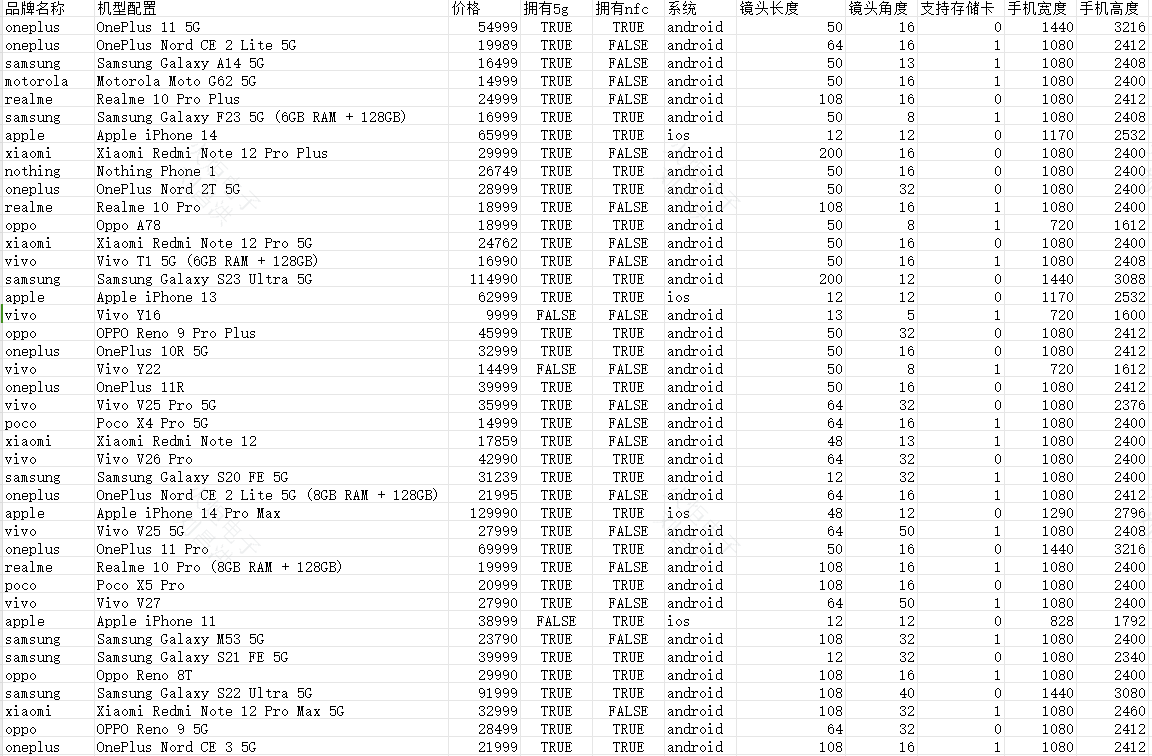 品牌名称 机型配置 价格 拥有5g 拥有nfc 系统 镜头长度 镜头角度 支持存储卡 手机宽度 手机高度
oneplus OnePlus 11 5G 54999 TRUE TRUE android 50 16 0 1440 3216
oneplus OnePlus Nord CE 2 Lite 5G 19989 TRUE FALSE android 64 16 1 1080 2412
samsung Samsung Galaxy A14 5G 16499 TRUE FALSE android 50 13 1 1080 2408
motorola Motorola Moto G62 5G 14999 TRUE FALSE android 50 16 1 1080 2400
realme Realme 10 Pro Plus 24999 TRUE FALSE android 108 16 0 1080 2412
samsung Samsung Galaxy F23 5G (6GB RAM + 128GB) 16999 TRUE TRUE android 50 8 1 1080 2408
apple Apple iPhone 14 65999 TRUE TRUE ios 12 12 0 1170 2532
xiaomi Xiaomi Redmi Note 12 Pro Plus 29999 TRUE FALSE android 200 16 0 1080 2400
nothing Nothing Phone 1 26749 TRUE TRUE android 50 16 0 1080 2400
oneplus OnePlus Nord 2T 5G 28999 TRUE TRUE android 50 32 0 1080 2400
realme Realme 10 Pro 18999 TRUE FALSE android 108 16 1 1080 2400
oppo Oppo A78 18999 TRUE TRUE android 50 8 1 720 1612
xiaomi Xiaomi Redmi Note 12 Pro 5G 24762 TRUE FALSE android 50 16 0 1080 2400
vivo Vivo T1 5G (6GB RAM + 128GB) 16990 TRUE FALSE android 50 16 1 1080 2408
samsung Samsung Galaxy S23 Ultra 5G 114990 TRUE TRUE android 200 12 0 1440 3088
apple Apple iPhone 13 62999 TRUE TRUE ios 12 12 0 1170 2532
vivo Vivo Y16 9999 FALSE FALSE android 13 5 1 720 1600
oppo OPPO Reno 9 Pro Plus 45999 TRUE TRUE android 50 32 0 1080 2412
oneplus OnePlus 10R 5G 32999 TRUE TRUE android 50 16 0 1080 2412
vivo Vivo Y22 14499 FALSE FALSE android 50 8 1 720 1612
oneplus OnePlus 11R 39999 TRUE TRUE android 50 16 0 1080 2412
vivo Vivo V25 Pro 5G 35999 TRUE FALSE android 64 32 0 1080 2376
poco Poco X4 Pro 5G 14999 TRUE FALSE android 64 16 1 1080 2400
xiaomi Xiaomi Redmi Note 12 17859 TRUE FALSE android 48 13 1 1080 2400
vivo Vivo V26 Pro 42990 TRUE TRUE android 64 32 0 1080 2400
samsung Samsung Galaxy S20 FE 5G 31239 TRUE TRUE android 12 32 1 1080 2400
oneplus OnePlus Nord CE 2 Lite 5G (8GB RAM + 128GB) 21995 TRUE FALSE android 64 16 1 1080 2412
apple Apple iPhone 14 Pro Max 129990 TRUE TRUE ios 48 12 0 1290 2796
vivo Vivo V25 5G 27999 TRUE FALSE android 64 50 1 1080 2408
oneplus OnePlus 11 Pro 69999 TRUE TRUE android 50 16 0 1440 3216
realme Realme 10 Pro (8GB RAM + 128GB) 19999 TRUE FALSE android 108 16 1 1080 2400
poco Poco X5 Pro 20999 TRUE TRUE android 108 16 0 1080 2400
vivo Vivo V27 27990 TRUE FALSE android 64 50 1 1080 2400
apple Apple iPhone 11 38999 FALSE TRUE ios 12 12 0 828 1792
samsung Samsung Galaxy M53 5G 23790 TRUE FALSE android 108 32 1 1080 2400
samsung Samsung Galaxy S21 FE 5G 39999 TRUE TRUE android 12 32 0 1080 2340
oppo Oppo Reno 8T 29990 TRUE FALSE android 108 16 1 1080 2400
samsung Samsung Galaxy S22 Ultra 5G 91999 TRUE TRUE android 108 40 0 1440 3080
xiaomi Xiaomi Redmi Note 12 Pro Max 5G 32999 TRUE FALSE android 108 32 1 1080 2460
oppo OPPO Reno 9 5G 28499 TRUE TRUE android 64 32 0 1080 2412
oneplus OnePlus Nord CE 3 5G 21999 TRUE TRUE android 108 16 1 1080 2412